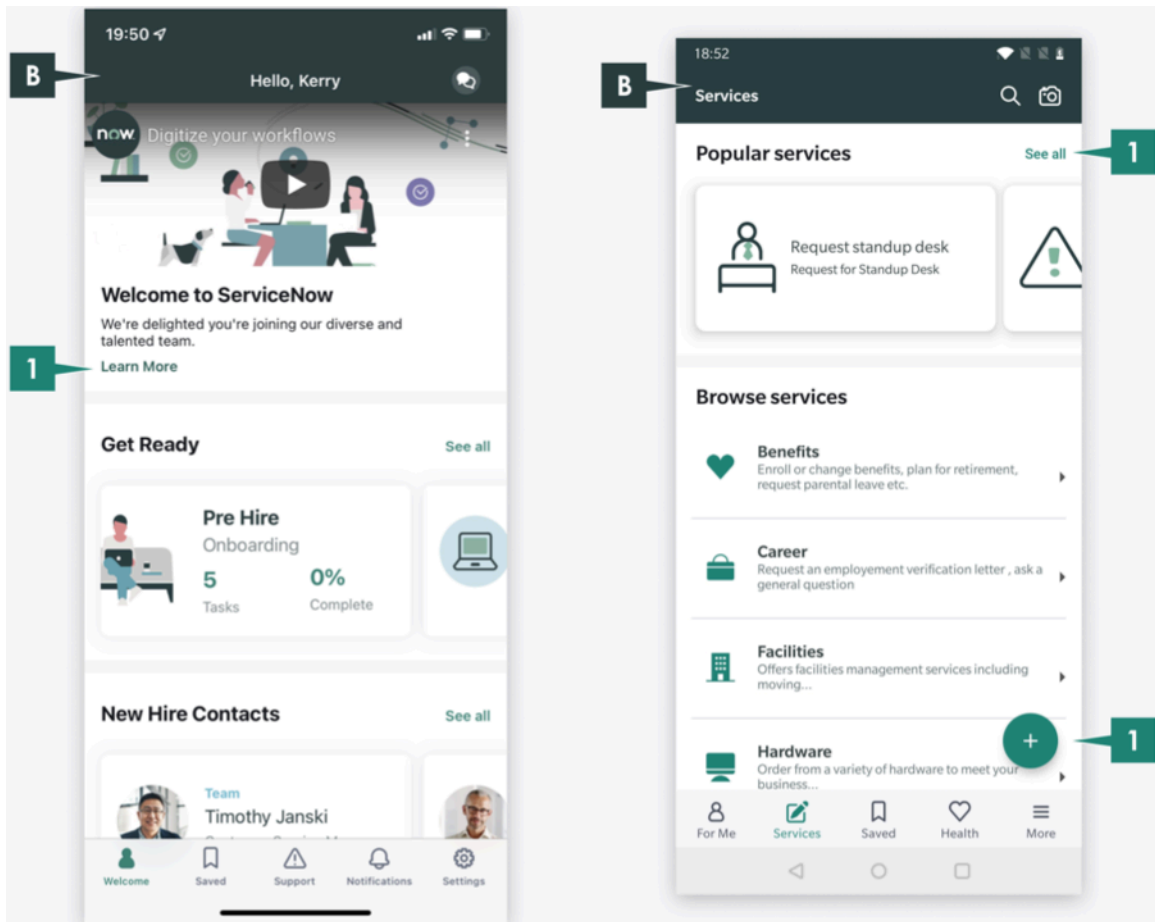 19:50
B
Hello, Kerry
now.
Digitize your workflows
Welcome to ServiceNow
We're delighted you're joining our diverse and
talented team.
1
Learn More
Get Ready
See all
Pre Hire
Onboarding
5
0%
Tasks
Complete
New Hire Contacts
See all
Team
Timothy Janski
Welcome
Saved
Support
Notifications
Settings
18:52
B
Services
Popular services
See all
1
Request standup desk
Request for Standup Desk
Browse services
Benefits
Enroll or change benefits, plan for retirement,
request parental leave etc.
Career
Request an employement verification letter , ask a
general question
Facilities
Offers facilities management services including
moving...
+
1
Hardware
Order from a variety of hardware to meet your
business...
For Me
Services
Saved
Health
More